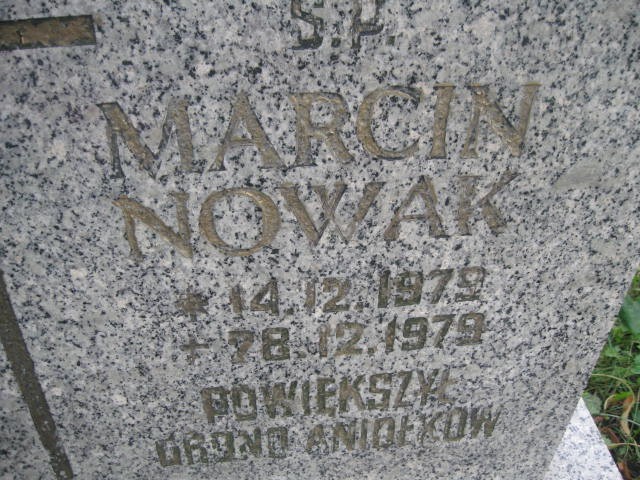 Ś.P.
MARCIN
NOWAK
* 14.12.1979
+ 28.12.1979
POWIĘKSZYŁ
GRONO ANIOŁKÓW